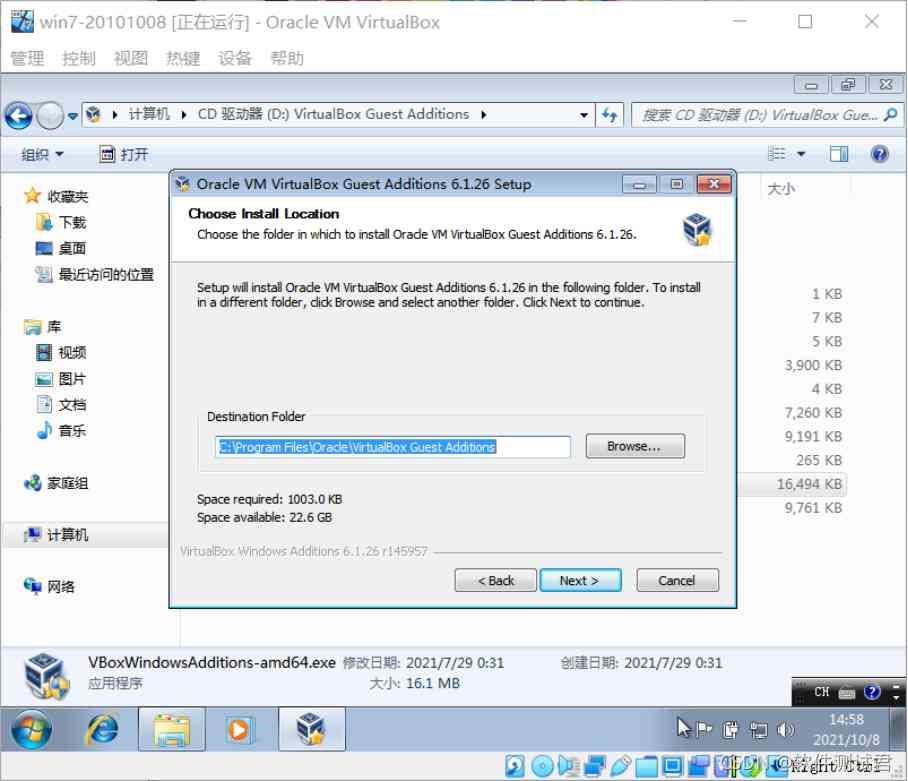 win7-20101008 [正在运行] - Oracle VM VirtualBox
管理 控制 视图 热键 设备 帮助
计算机 CD 驱动器 (D:) VirtualBox Guest Additions
搜索 CD 驱动器 (D:) VirtualBox Gue...
组织 打开
收藏夹
下载
桌面
最近访问的位置
库
视频
图片
文档
音乐
家庭组
计算机
网络
大小
1 KB
7 KB
5 KB
3,900 KB
4 KB
7,260 KB
9,191 KB
265 KB
16,494 KB
9,761 KB
Oracle VM VirtualBox Guest Additions 6.1.26 Setup
Choose Install Location
Choose the folder in which to install Oracle VM VirtualBox Guest Additions 6.1.26.
Setup will install Oracle VM VirtualBox Guest Additions 6.1.26 in the following folder. To install
in a different folder, click Browse and select another folder. Click Next to continue.
Destination Folder
C:\Program Files\Oracle\VirtualBox Guest Additions
Browse...
Space required: 1003.0 KB
Space available: 22.6 GB
VirtualBox Windows Additions 6.1.26 r145957
< Back Next > Cancel
VBoxWindowsAdditions-amd64.exe 修改日期: 2021/7/29 0:31 创建日期: 2021/7/29 0:31
应用程序 大小: 16.1 MB
CH
14:58
2021/10/8
CSDN @软件测试君
Right Ctrl